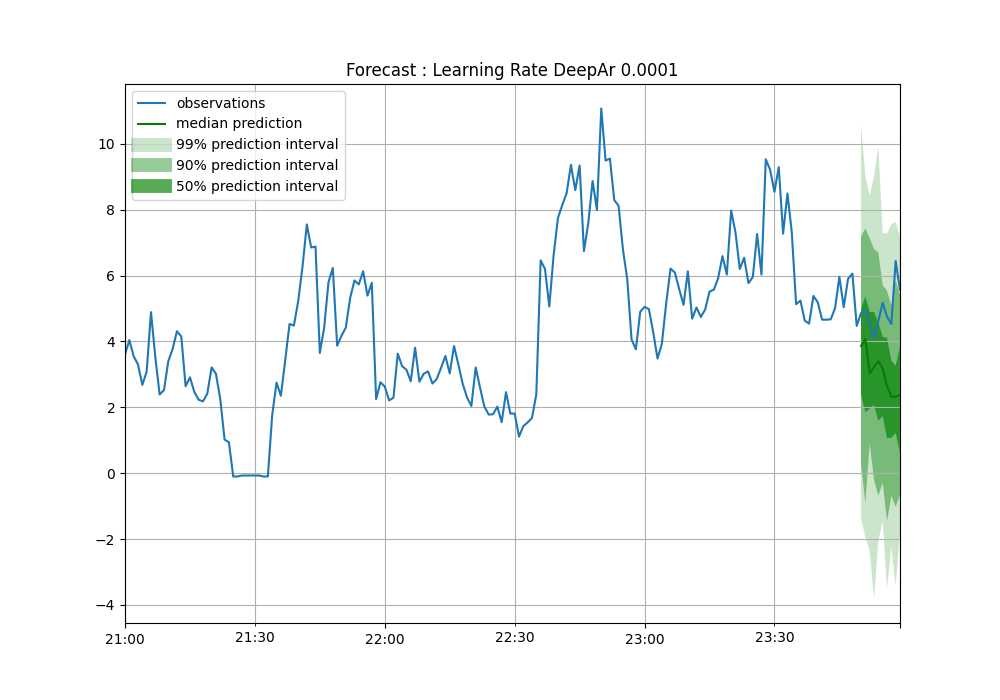 Forecast : Learning Rate DeepAr 0.0001
observations
median prediction
99% prediction interval
90% prediction interval
50% prediction interval
10
8
6
4
2
0
−2
−4
21:00
21:30
22:00
22:30
23:00
23:30